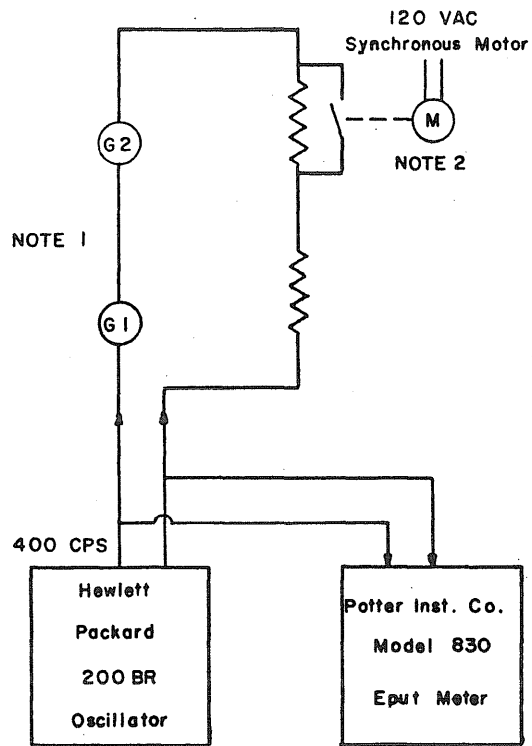 120 VAC
Synchronous Motor
M
NOTE 2
G2
NOTE 1
G1
400 CPS
Hewlett
Packard
200 BR
Oscillator
Potter Inst. Co.
Model 830
Eput Meter